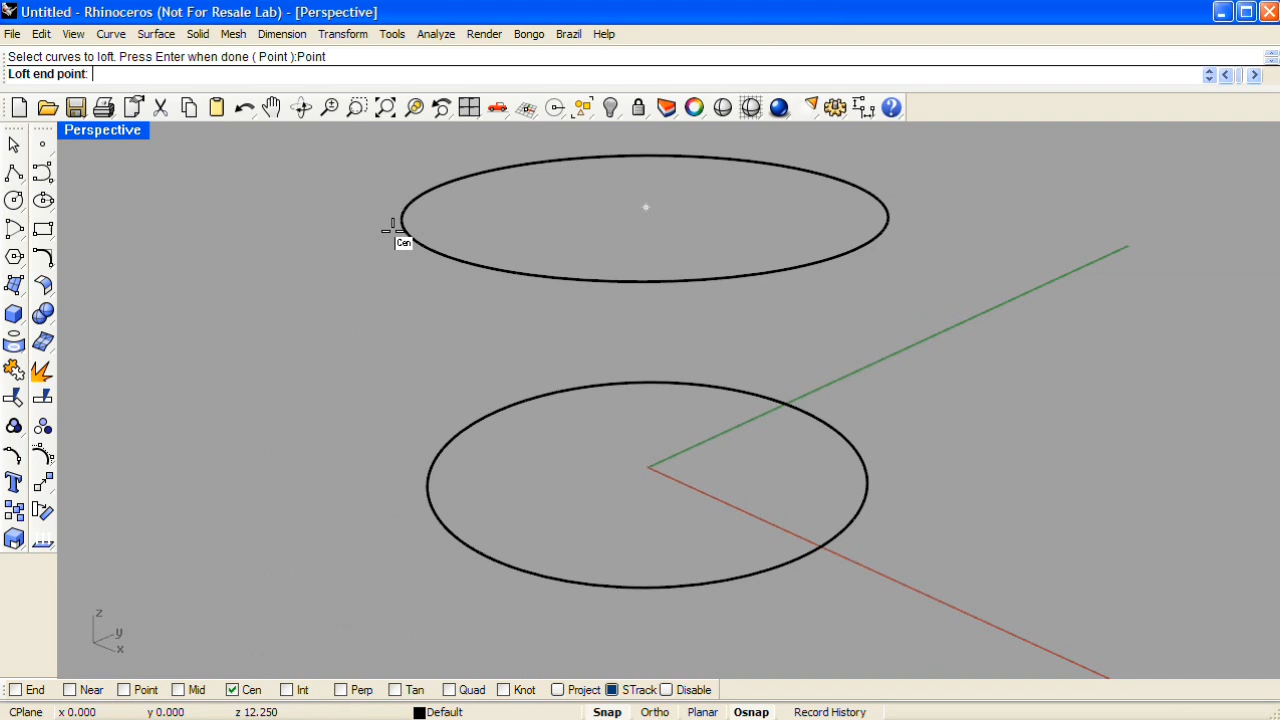 Untitled - Rhinoceros (Not For Resale Lab) - [Perspective]
File Edit View Curve Surface Solid Mesh Dimension Transform Tools Analyze Render Bongo Brazil Help
Select curves to loft. Press Enter when done ( Point ):Point
Loft end point:
Perspective
Cen
z
y
x
End Near Point Mid Cen Int Perp Tan Quad Knot Project STrack Disable
CPlane x 0.000 y 0.000 z 12.250 Default Snap Ortho Planar Osnap Record History